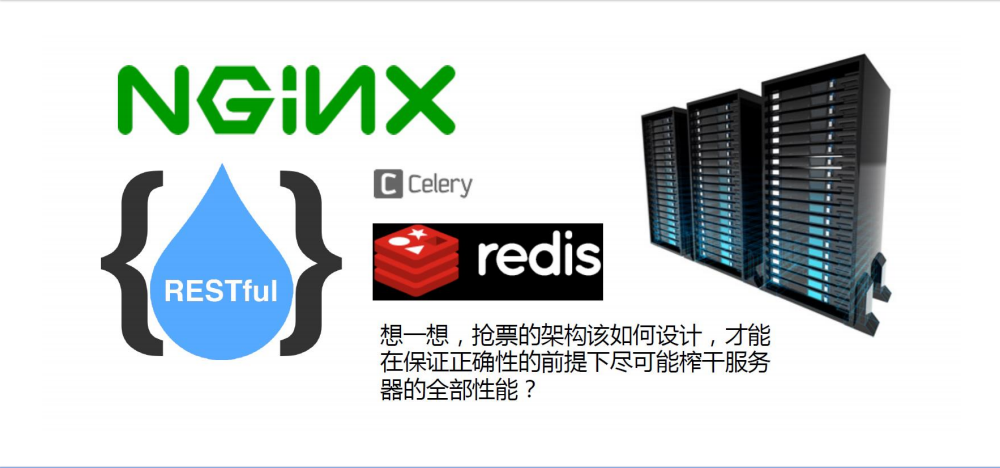 NGiNX
RESTful
C Celery
redis
想一想，抢票的架构该如何设计，才能
在保证正确性的前提下尽可能榨干服务
器的全部性能？